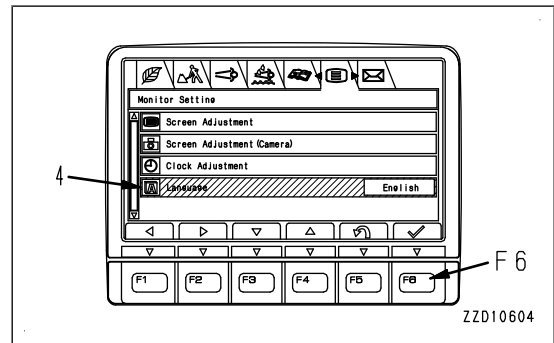 Monitor Setting
Screen Adjustment
Screen Adjustment (Camera)
Clock Adjustment
4
A Language English
F1 F2 F3 F4 F5 F6
F6
ZZD10604